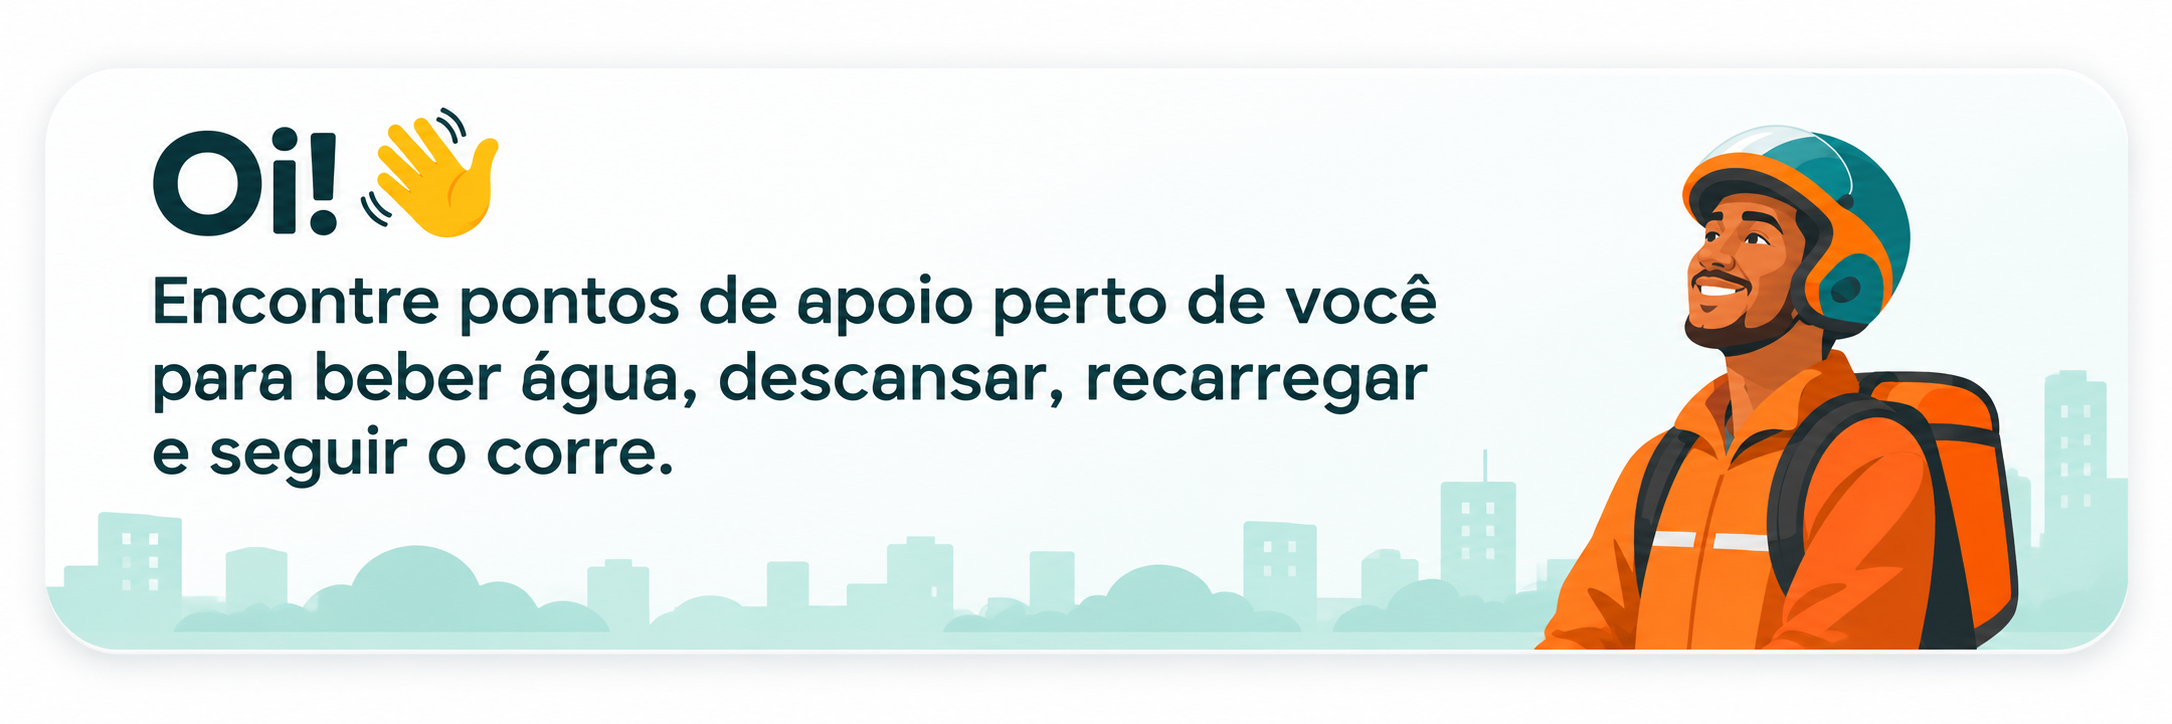 Oi! 👋
Encontre pontos de apoio perto de você
para beber água, descansar, recarregar
e seguir o corre.